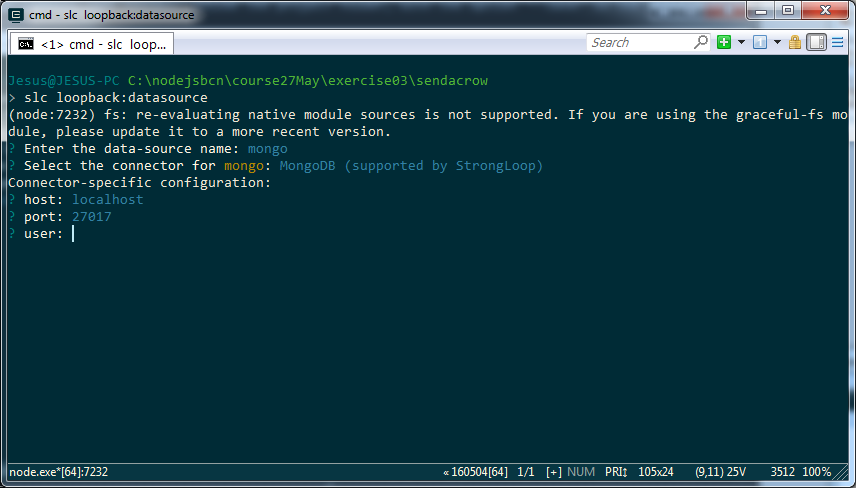 cmd - slc  loopback:datasource
<1> cmd - slc  loop...
Search
Jesus@JESUS-PC C:\nodejsbcn\course27May\exercise03\sendacrow
> slc loopback:datasource
(node:7232) fs: re-evaluating native module sources is not supported. If you are using the graceful-fs mo
dule, please update it to a more recent version.
? Enter the data-source name: mongo
? Select the connector for mongo: MongoDB (supported by StrongLoop)
Connector-specific configuration:
? host: localhost
? port: 27017
? user:
node.exe*[64]:7232 « 160504[64] 1/1 [+] NUM PRI↕ 105x24 (9,11) 25V 3512 100%